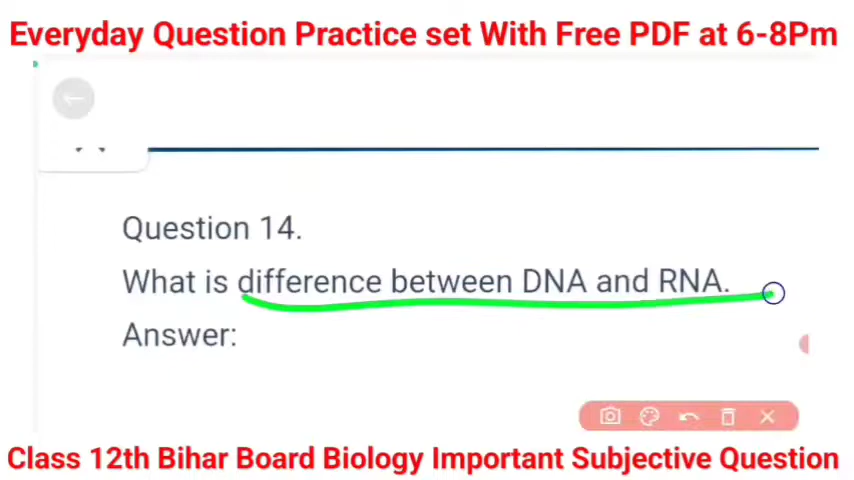 Everyday Question Practice set With Free PDF at 6-8Pm
Question 14.
What is difference between DNA and RNA.
Answer:
Class 12th Bihar Board Biology Important Subjective Question